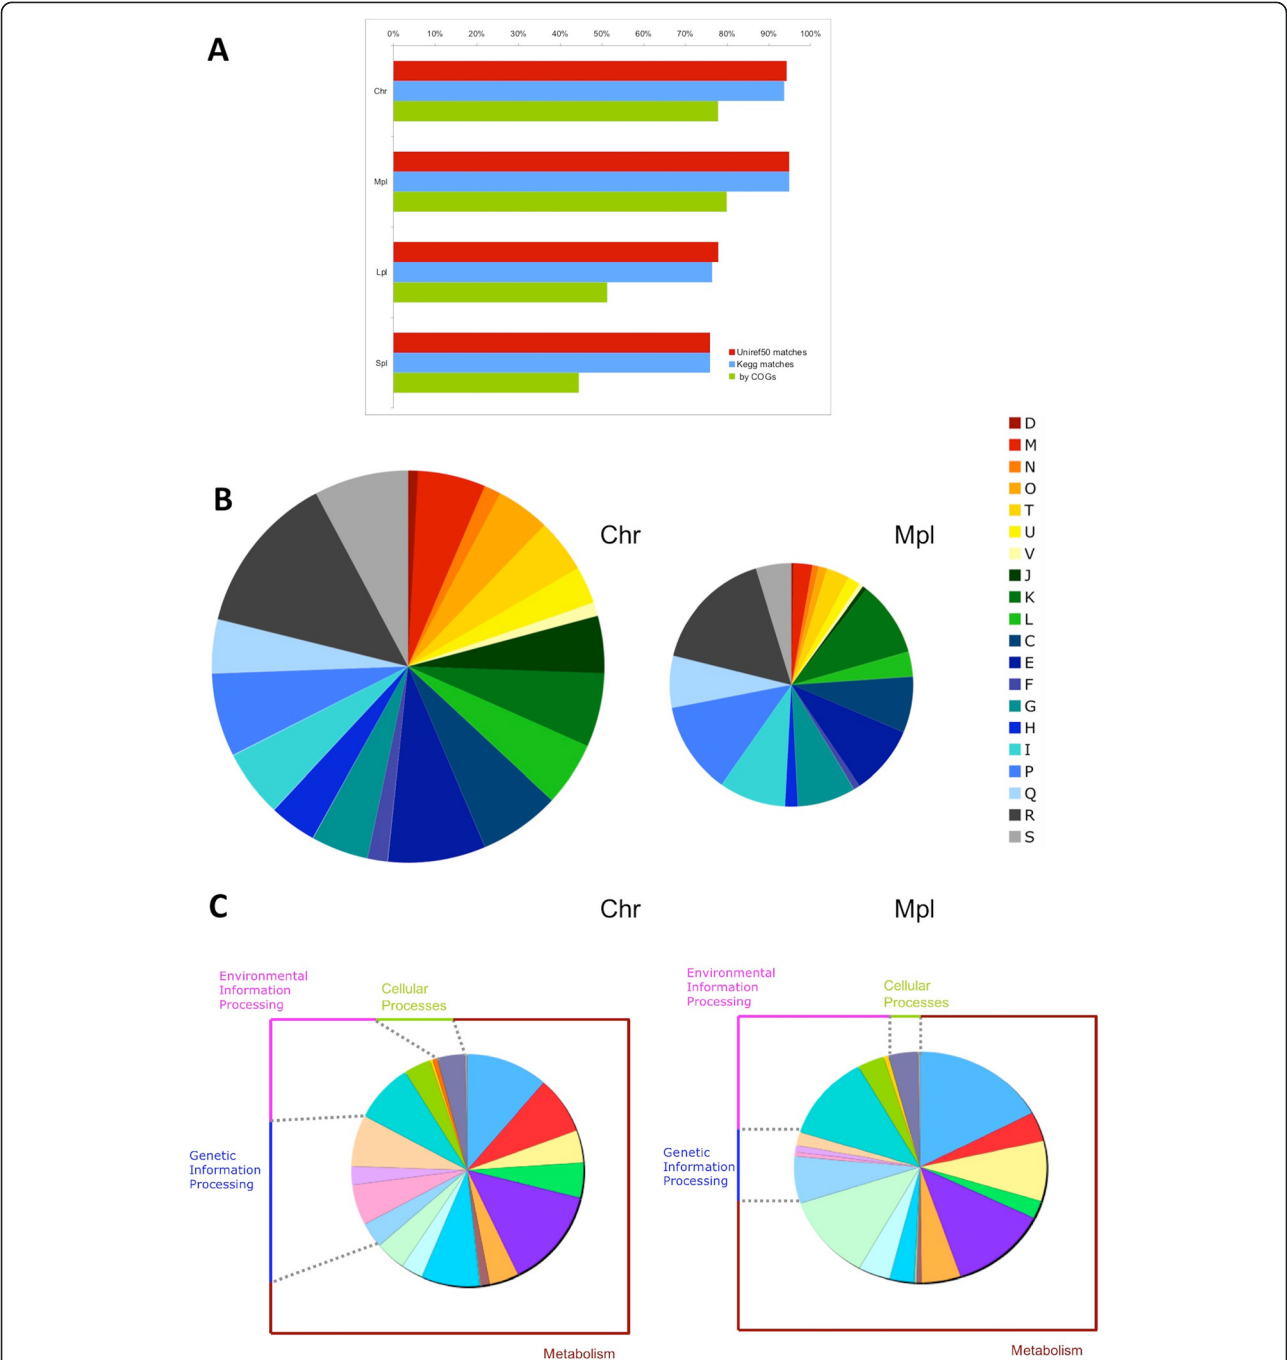 A
0% 10% 20% 30% 40% 50% 60% 70% 80% 90% 100%
Chr
Mpl
Lpl
Spl
Uniref50 matches
Kegg matches
by COGs
B
Chr
Mpl
D
M
N
O
T
U
V
J
K
L
C
E
F
G
H
I
P
Q
R
S
C
Chr
Mpl
Environmental
Information
Processing
Cellular
Processes
Genetic
Information
Processing
Metabolism
Environmental
Information
Processing
Cellular
Processes
Genetic
Information
Processing
Metabolism